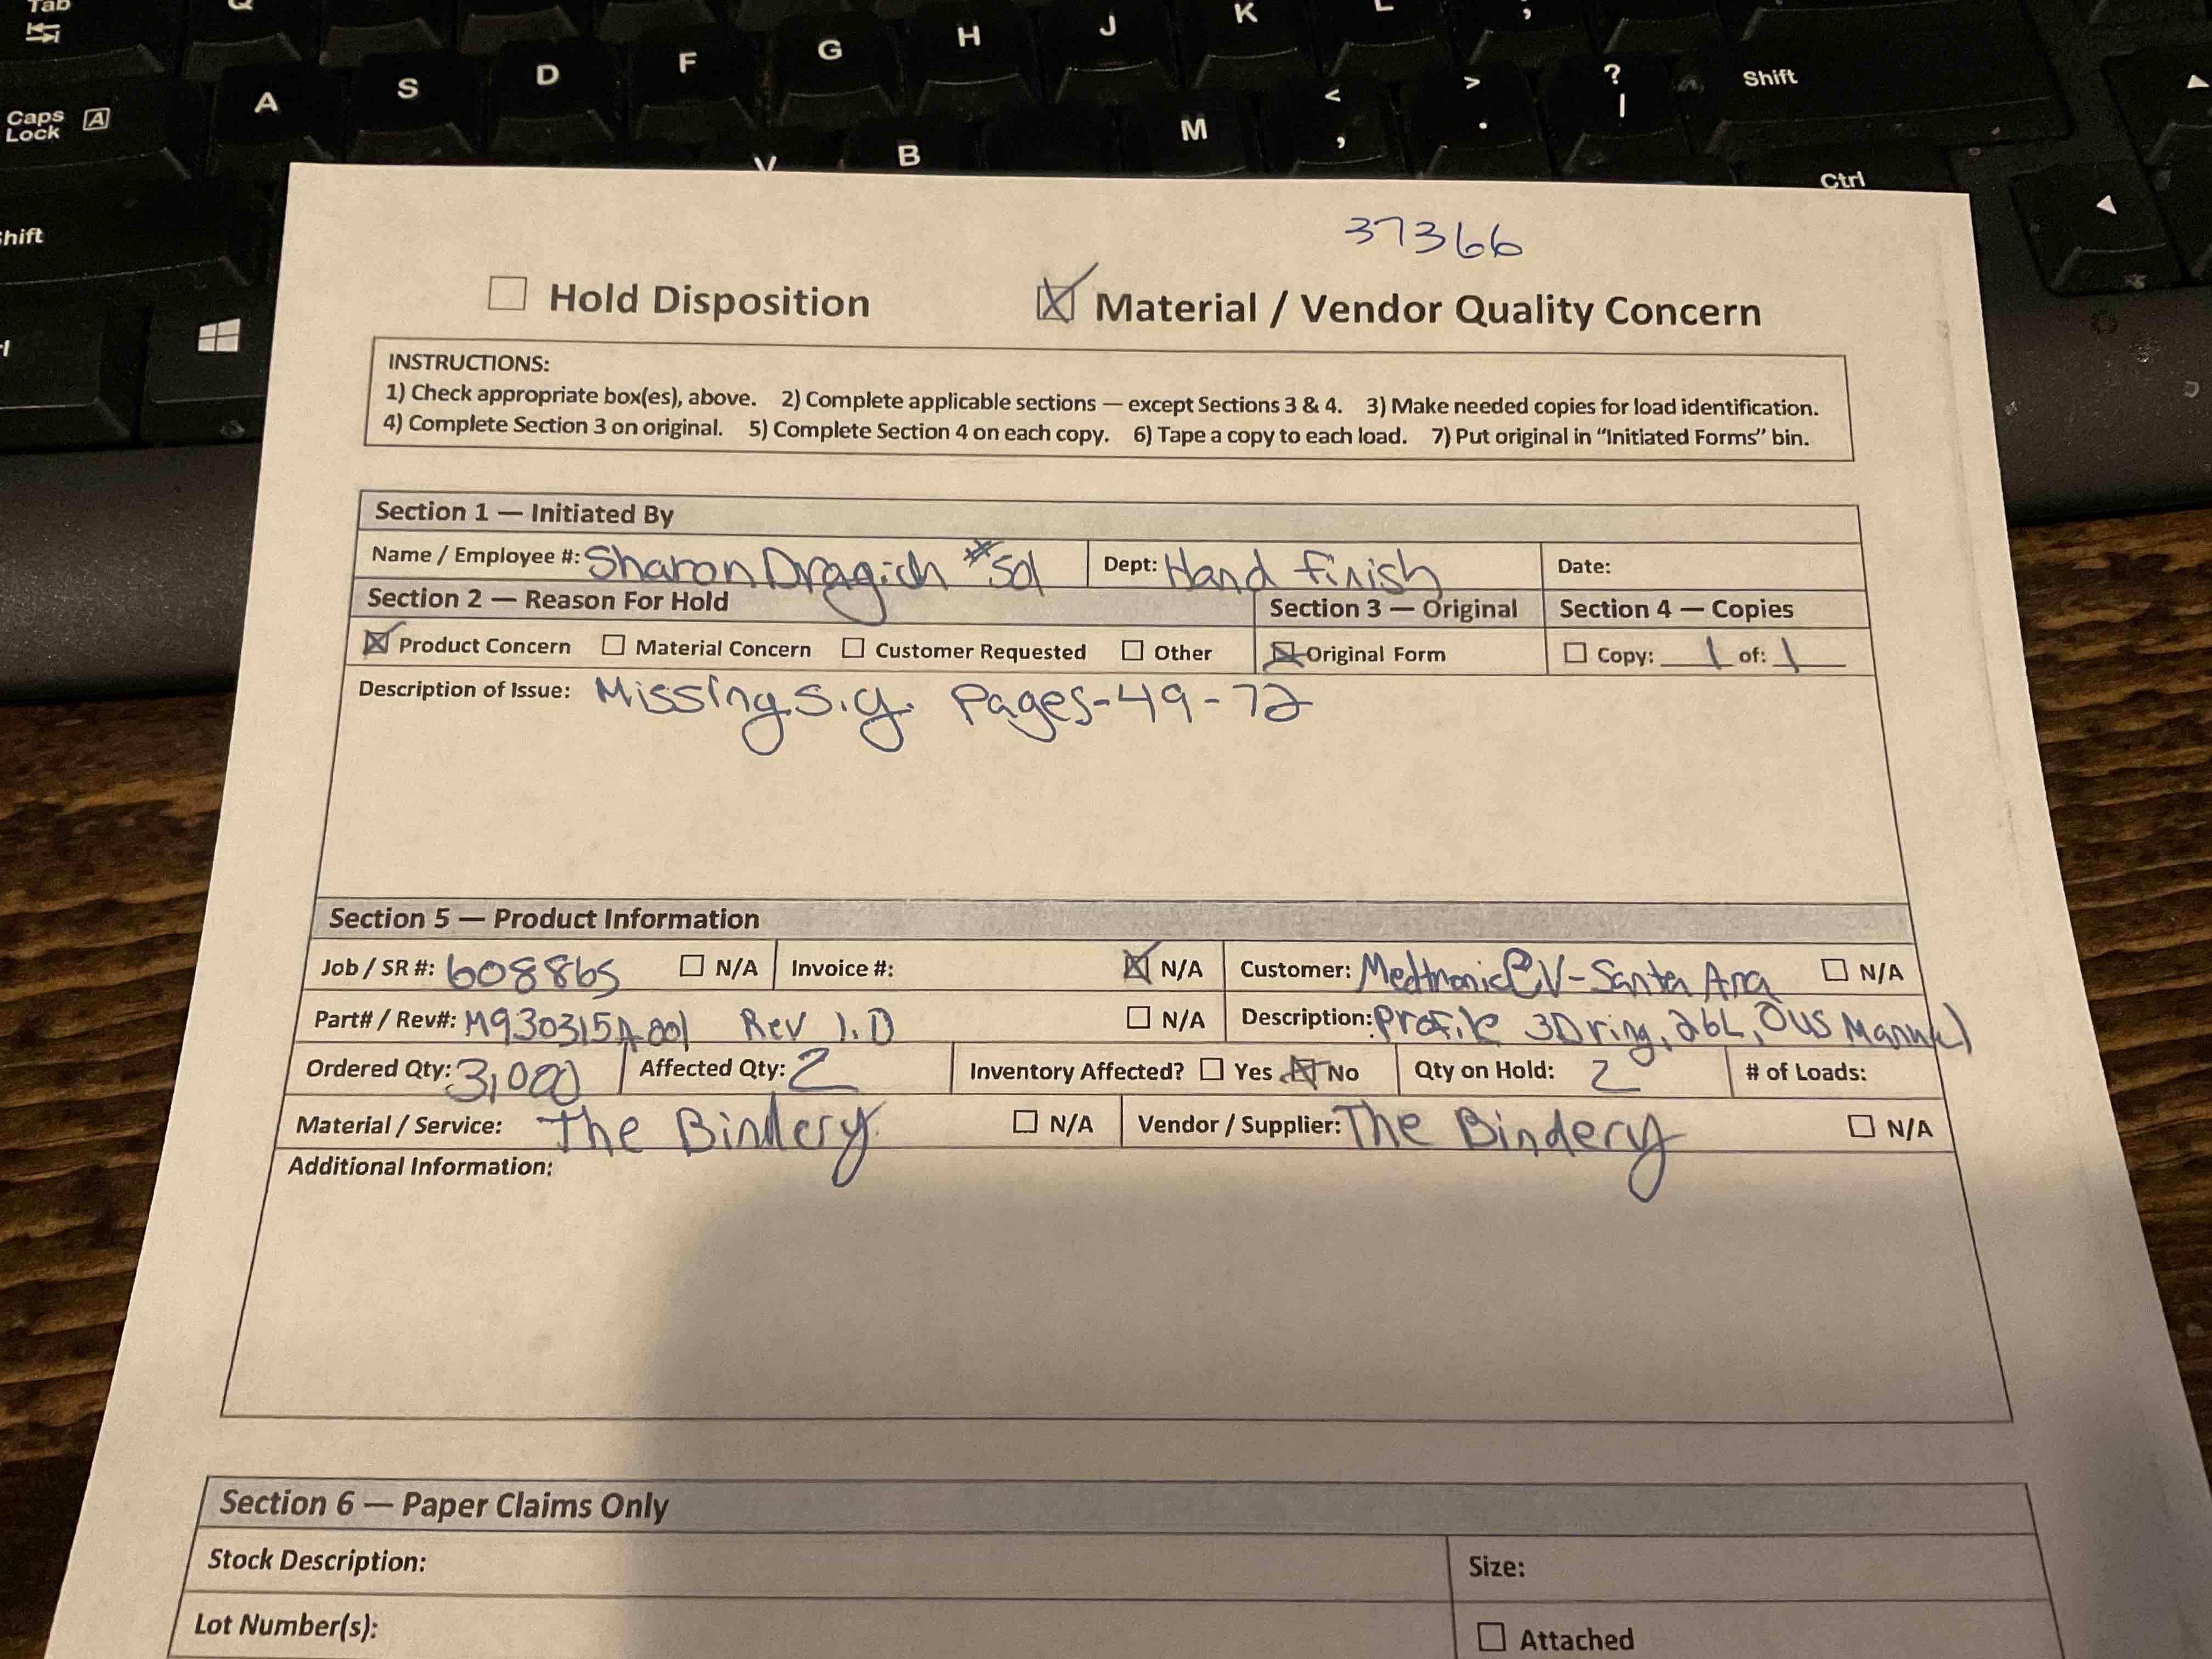 Tab
Q
K
L
;
,
G
H
J
F
D
S
A
Caps Lock A
?
/
Shift
<
,
>
.
M
B
V
Ctrl
Shift
37366
Hold Disposition
Material / Vendor Quality Concern
INSTRUCTIONS:
1) Check appropriate box(es), above. 2) Complete applicable sections — except Sections 3 & 4. 3) Make needed copies for load identification.
4) Complete Section 3 on original. 5) Complete Section 4 on each copy. 6) Tape a copy to each load. 7) Put original in “Initiated Forms” bin.
Section 1 — Initiated By
Name / Employee #: Sharon Dragich #501 Dept: Hand finish Date:
Section 2 — Reason For Hold Section 3 — Original Section 4 — Copies
Product Concern Material Concern Customer Requested Other Original Form Copy: 1 of: 1
Description of Issue: Missing S.y. Pages-49-72
Section 5 — Product Information
Job / SR #: 608865 N/A Invoice #: N/A Customer: Medtronic CV-Santa Ana N/A
Part# / Rev#: M930315A001 Rev 1.D N/A Description: Profile 3D ring, 26L, OUS Manual
Ordered Qty: 3,000 Affected Qty: 2 Inventory Affected? Yes No Qty on Hold: 2 # of Loads:
Material / Service: The Bindery N/A Vendor / Supplier: The Bindery N/A
Additional Information:
Section 6 — Paper Claims Only
Stock Description: Size:
Lot Number(s): Attached